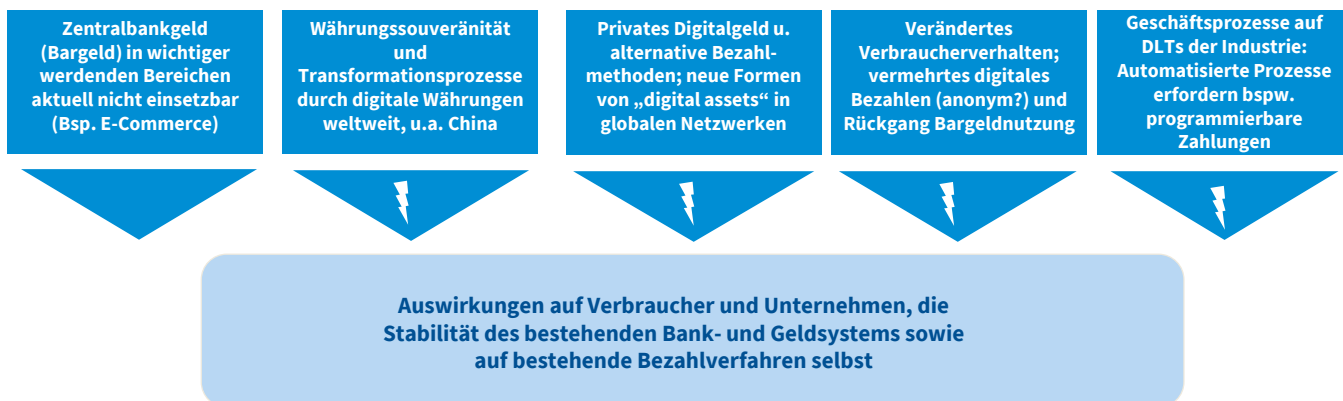 Zentralbankgeld
(Bargeld) in wichtiger
werdenden Bereichen
aktuell nicht einsetzbar
(Bsp. E-Commerce)
Währungssouveränität
und
Transformationsprozesse
durch digitale Währungen
weltweit, u.a. China
Privates Digitalgeld u.
alternative Bezahl-
methoden; neue Formen
von „digital assets“ in
globalen Netzwerken
Verändertes
Verbraucherverhalten;
vermehrtes digitales
Bezahlen (anonym?) und
Rückgang Bargeldnutzung
Geschäftsprozesse auf
DLTs der Industrie:
Automatisierte Prozesse
erfordern bspw.
programmierbare
Zahlungen
Auswirkungen auf Verbraucher und Unternehmen, die
Stabilität des bestehenden Bank- und Geldsystems sowie
auf bestehende Bezahlverfahren selbst